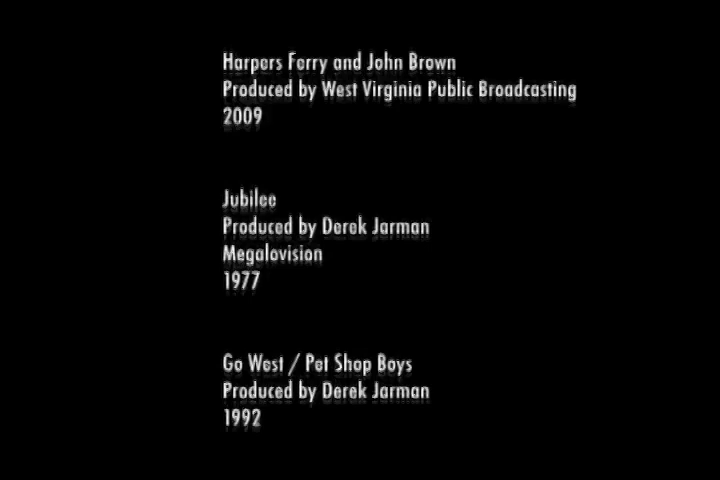 Harpers Ferry and John Brown
Produced by West Virginia Public Broadcasting
2009
Jubilee
Produced by Derek Jarman
Megalovision
1977
Go West / Pet Shop Boys
Produced by Derek Jarman
1992